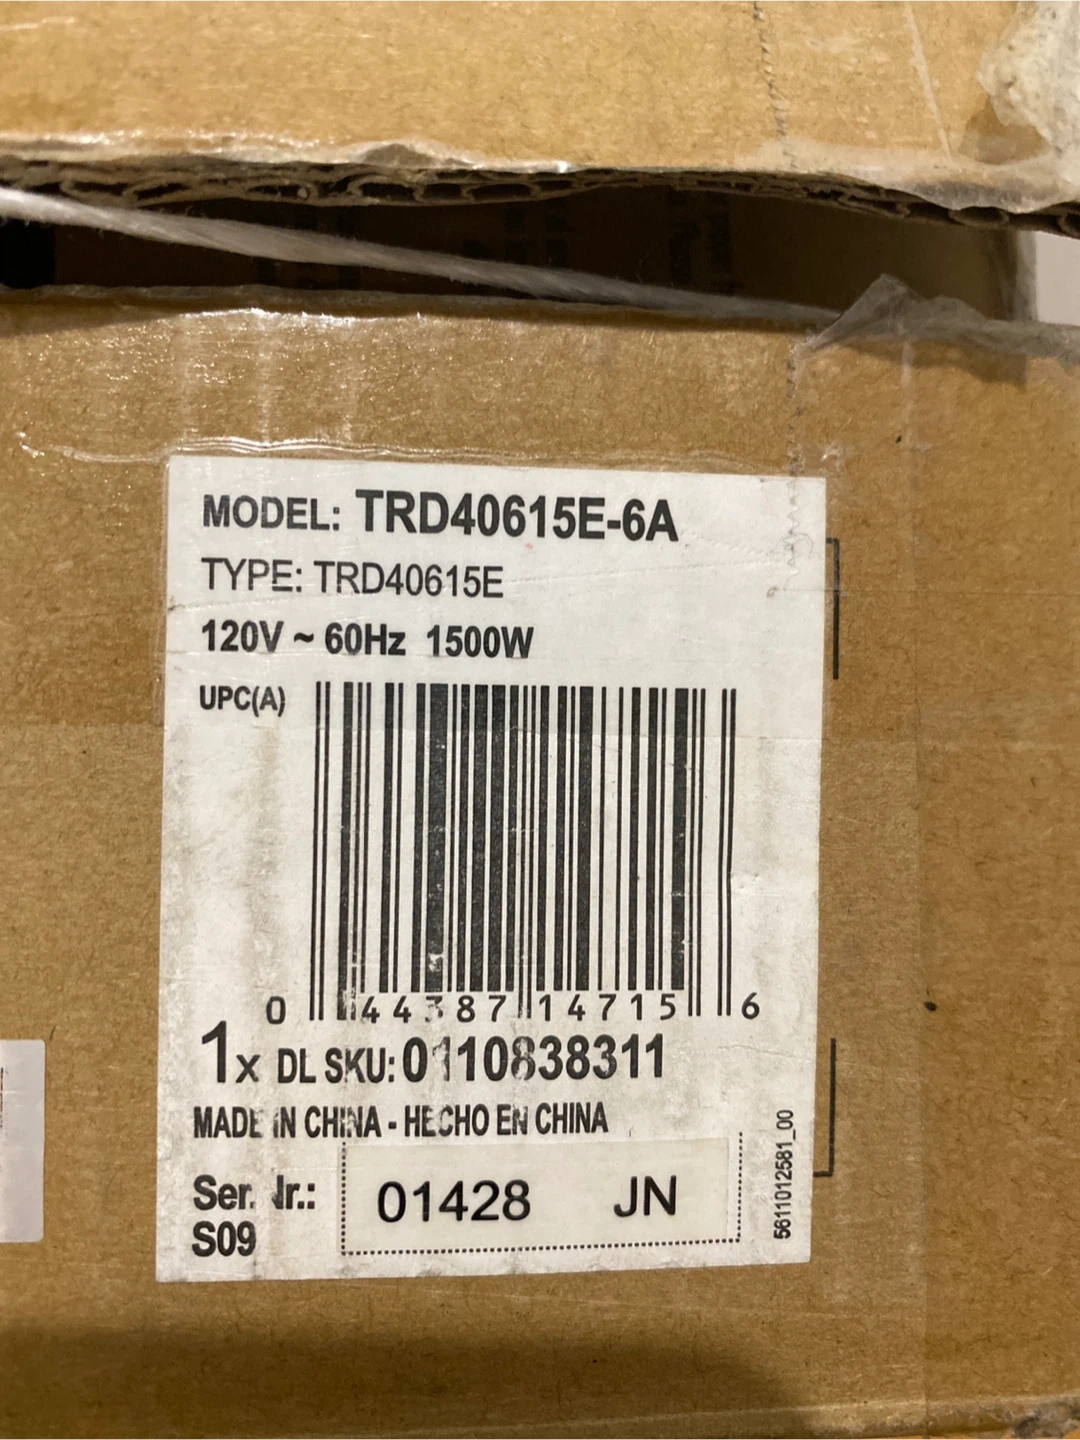 MODEL: TRD40615E-6A
TYPE: TRD40615E
120V ~ 60Hz 1500W
UPC(A)
0 44387 14715 6
1x DL SKU: 0110838311
MADE IN CHINA - HECHO EN CHINA
Ser. Nr.: 01428 JN
S09
5611012581_00